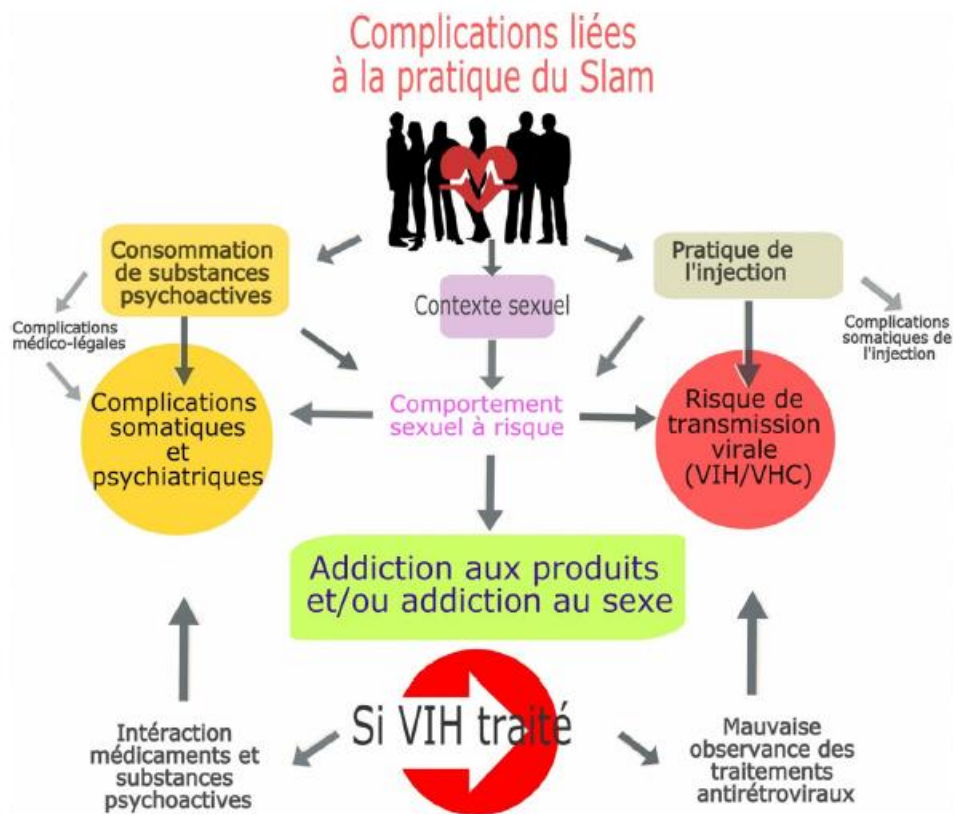 Complications liées
à la pratique du Slam
Consommation
de substances
psychoactives
Contexte sexuel
Pratique de
l'injection
Complications
médico-légales
Complications
somatiques de
l'injection
Complications
somatiques
et
psychiatriques
Comportement
sexuel à risque
Risque de
transmission
virale
(VIH/VHC)
Addiction aux produits
et/ou addiction au sexe
Si VIH traité
Intéraction
médicaments et
substances
psychoactives
Mauvaise
observance des
traitements
antirétroviraux